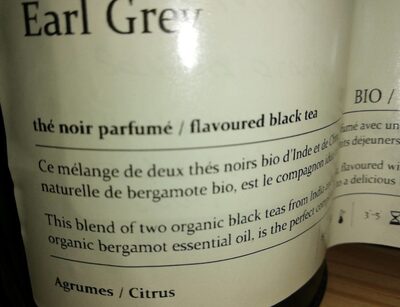 Earl Grey
thé noir parfumé / flavoured black tea
Ce mélange de deux thés noirs bio d'Inde et de
naturelle de bergamote bio, est le compagnon
This blend of two organic black teas from India
organic bergamot essential oil, is the perfect
Agrumes / Citrus
BIO /
avec un
déjeuners
flavoured
a delicious
3-5